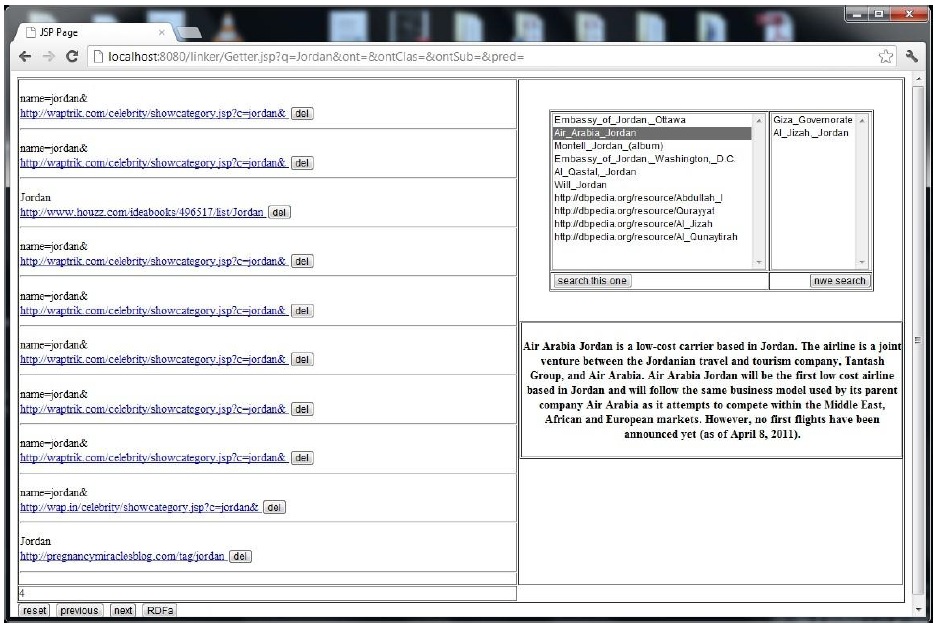 JSP Page
localhost:8080/linker/Getter.jsp?q=Jordan&ont=&ontClas=&ontSub=&pred=
name=jordan&
http://waptrik.com/celebrity/showcategory.jsp?c=jordan& del
name=jordan&
http://waptrik.com/celebrity/showcategory.jsp?c=jordan& del
Jordan
http://www.houzz.com/ideabooks/496517/list/Jordan del
name=jordan&
http://waptrik.com/celebrity/showcategory.jsp?c=jordan& del
name=jordan&
http://waptrik.com/celebrity/showcategory.jsp?c=jordan& del
name=jordan&
http://waptrik.com/celebrity/showcategory.jsp?c=jordan& del
name=jordan&
http://waptrik.com/celebrity/showcategory.jsp?c=jordan& del
name=jordan&
http://waptrik.com/celebrity/showcategory.jsp?c=jordan& del
name=jordan&
http://wap.in/celebrity/showcategory.jsp?c=jordan& del
Jordan
http://pregnancymiraclesblog.com/tag/jordan del
4
reset previous next RDFa
Embassy_of_Jordan,_Ottawa
Air_Arabia_Jordan
Montell_Jordan_(album)
Embassy_of_Jordan,_Washington,_D.C.
Al_Qastal,_Jordan
Will_Jordan
http://dbpedia.org/resource/Abdullah_I
http://dbpedia.org/resource/Qurayyat
http://dbpedia.org/resource/Al_Jizah
http://dbpedia.org/resource/Al_Qunaytirah
Giza_Governorate
Al_Jizah,_Jordan
search this one
nwe search
Air Arabia Jordan is a low-cost carrier based in Jordan. The airline is a joint
venture between the Jordanian travel and tourism company, Tantash
Group, and Air Arabia. Air Arabia Jordan will be the first low cost airline
based in Jordan and will follow the same business model used by its parent
company Air Arabia as it attempts to compete within the Middle East,
African and European markets. However, no first flights have been
announced yet (as of April 8, 2011).